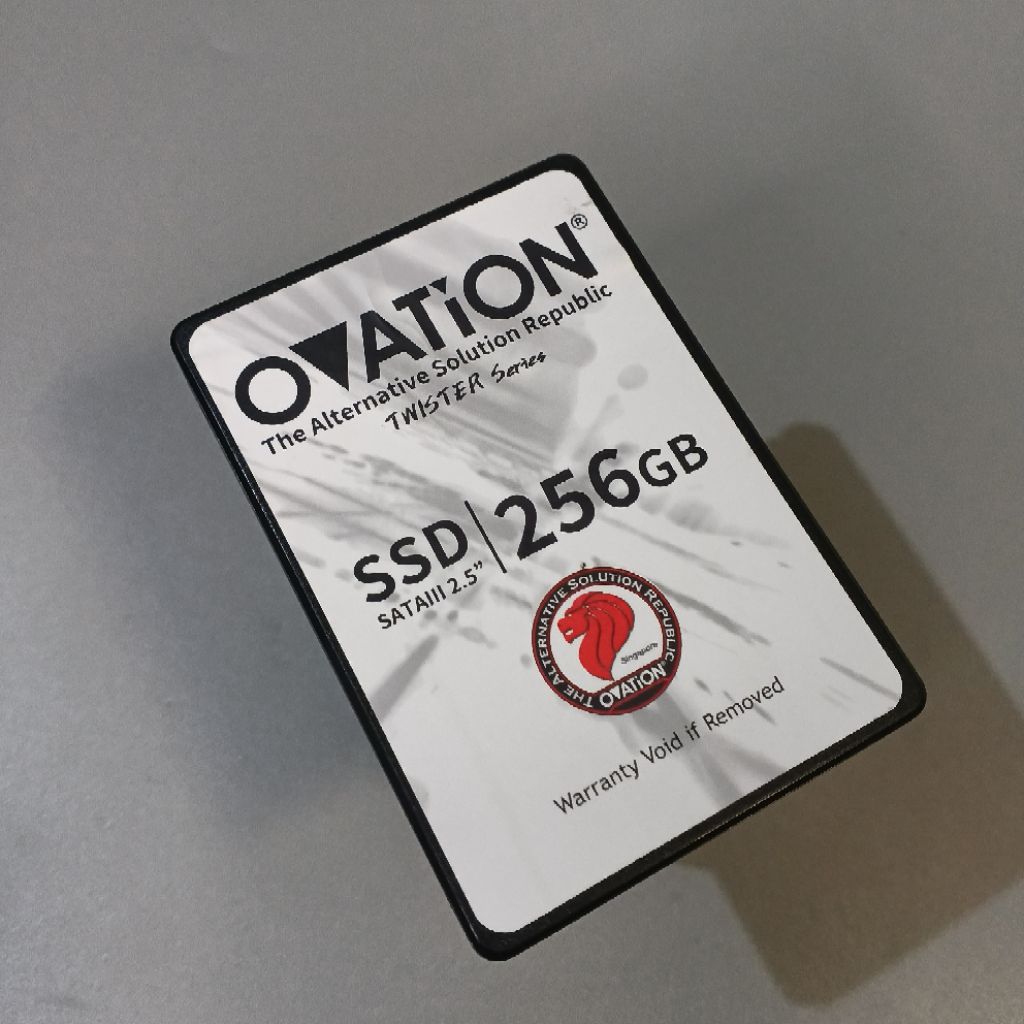 OVATiON®
The Alternative Solution Republic
TWISTER Series
SSD | 256GB
SATAIII 2.5”
THE ALTERNATIVE SOLUTION REPUBLIC
Singapore
OVATiON®
Warranty Void if Removed